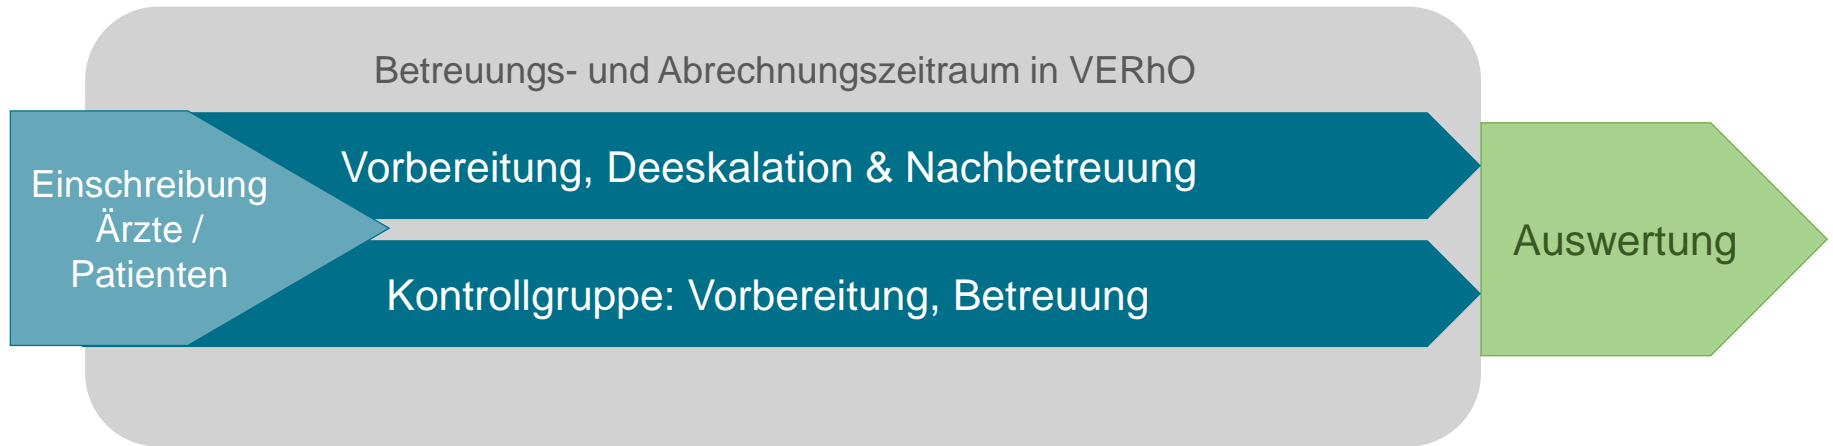 Betreuungs- und Abrechnungszeitraum in VERhO
Einschreibung
Ärzte /
Patienten
Vorbereitung, Deeskalation & Nachbetreuung
Kontrollgruppe: Vorbereitung, Betreuung
Auswertung